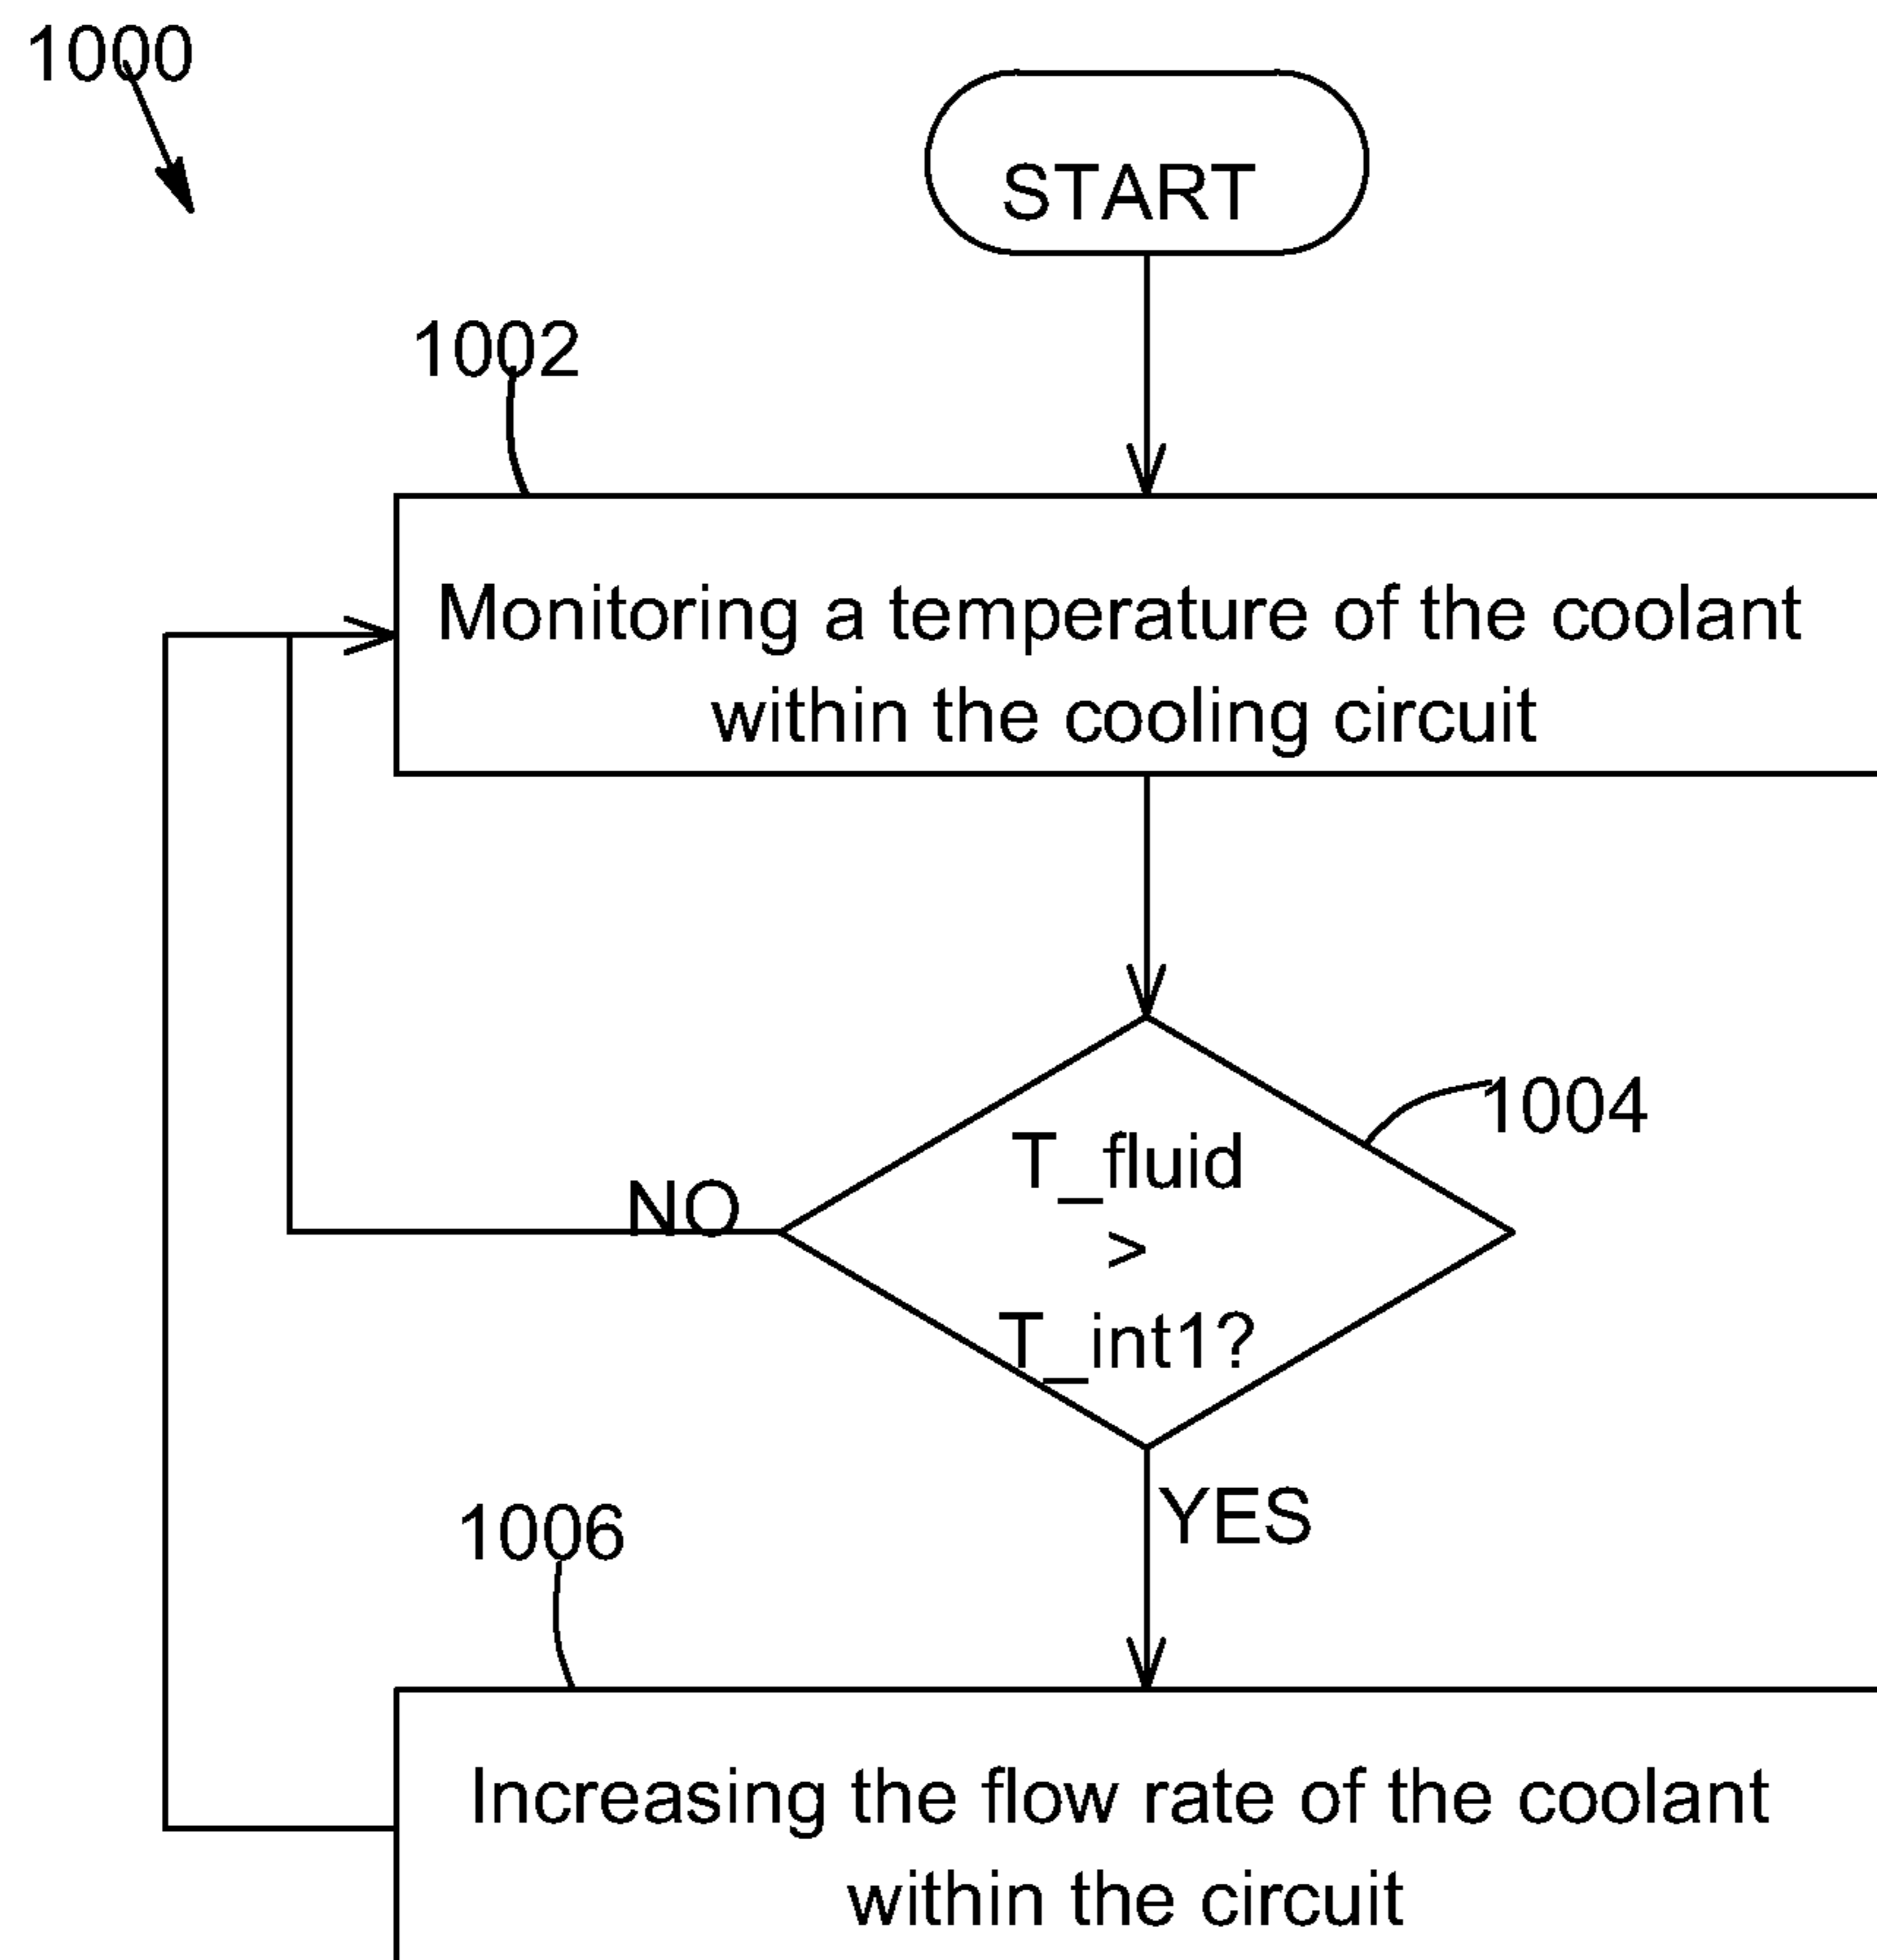 1000
START
1002
Monitoring a temperature of the coolant
within the cooling circuit
1004
T_fluid
>
T_int1?
NO
YES
1006
Increasing the flow rate of the coolant
within the circuit